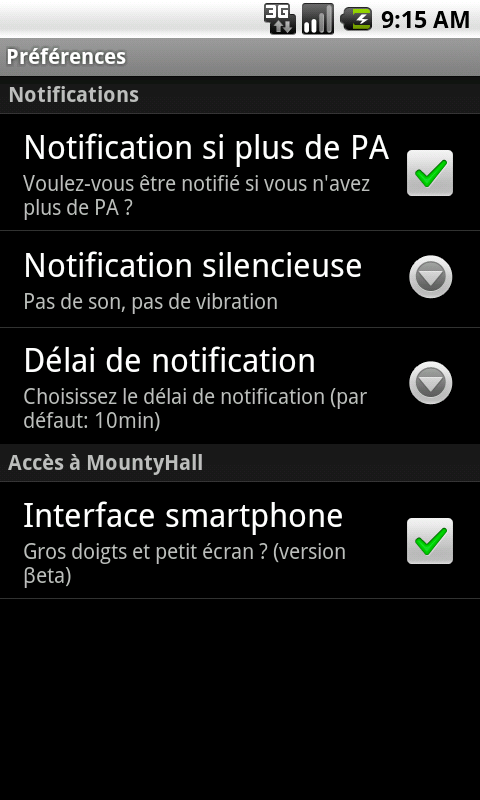 3G
9:15 AM
Préférences
Notifications
Notification si plus de PA
Voulez-vous être notifié si vous n'avez
plus de PA ?
Notification silencieuse
Pas de son, pas de vibration
Délai de notification
Choisissez le délai de notification (par
défaut: 10min)
Accès à MountyHall
Interface smartphone
Gros doigts et petit écran ? (version
βeta)